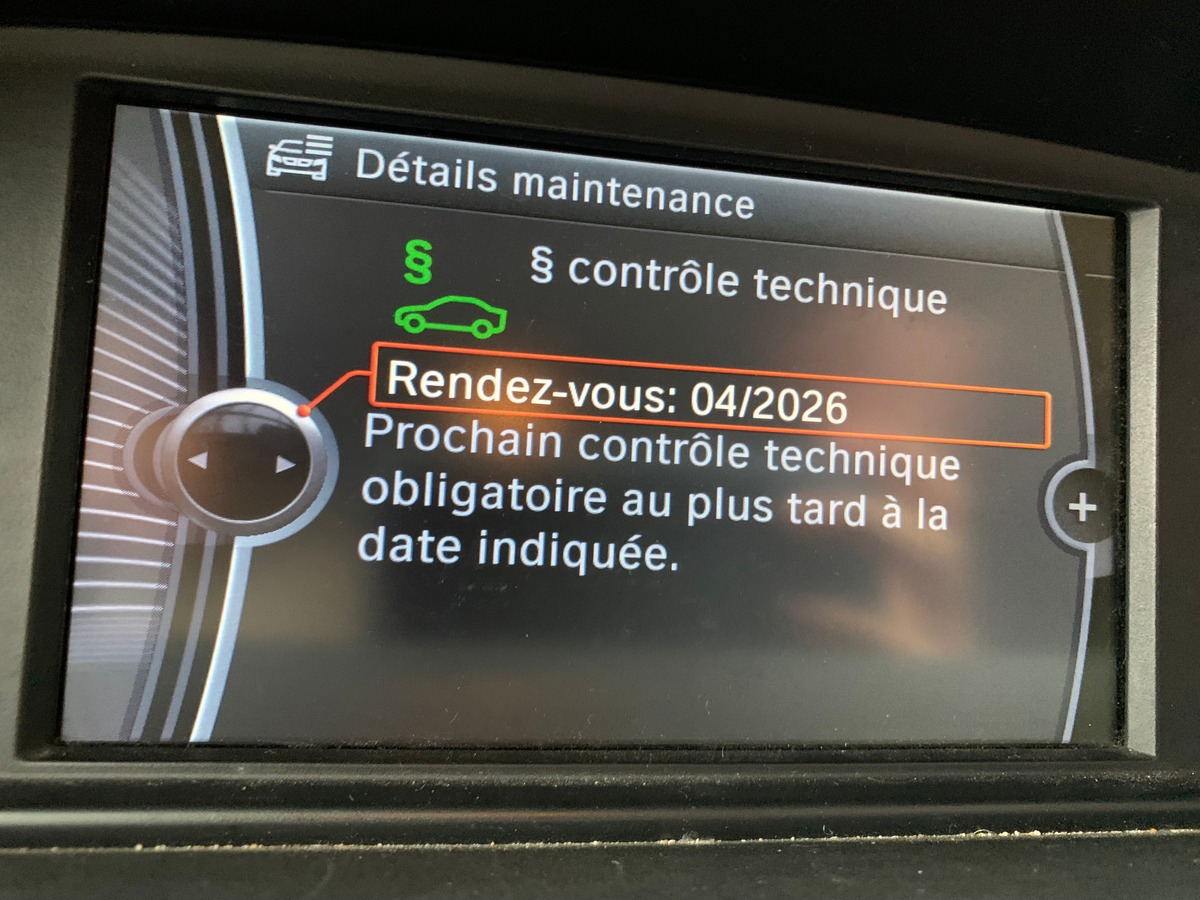 Détails maintenance
§
§ contrôle technique
Rendez-vous: 04/2026
Prochain contrôle technique
obligatoire au plus tard à la
date indiquée.
+